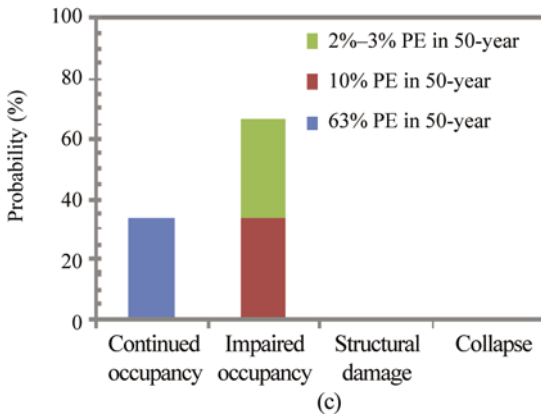 100
80
60
40
20
0
Probability (%)
2%–3% PE in 50-year
10% PE in 50-year
63% PE in 50-year
Continued
occupancy
Impaired
occupancy
Structural
damage
Collapse
(c)